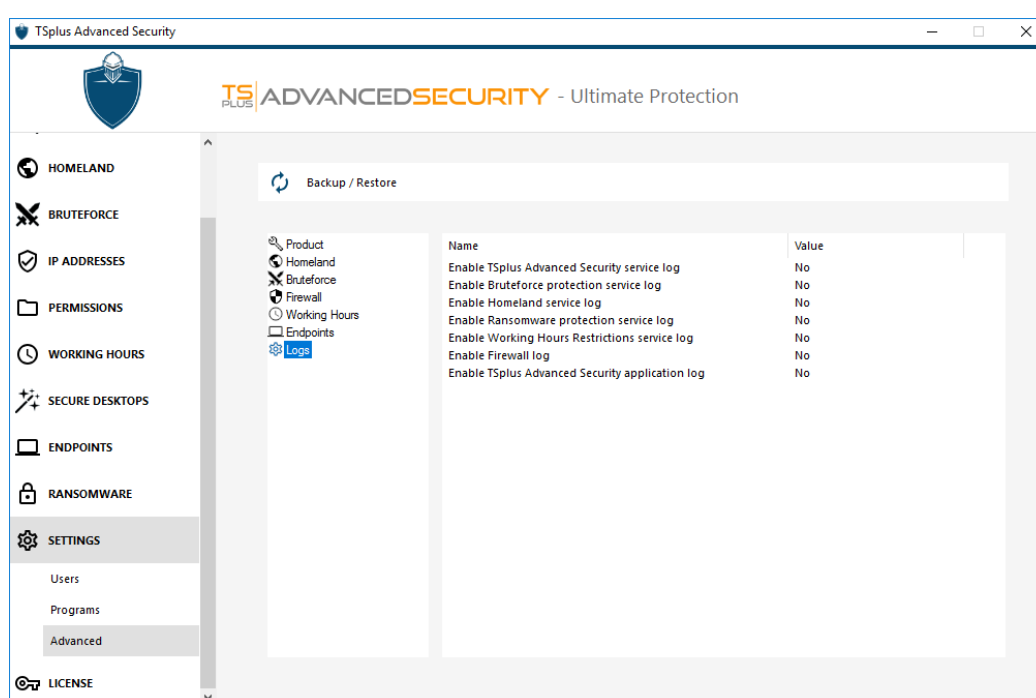 TSplus Advanced Security
TS PLUS ADVANCEDSECURITY - Ultimate Protection
HOMELAND
BRUTEFORCE
IP ADDRESSES
PERMISSIONS
WORKING HOURS
SECURE DESKTOPS
ENDPOINTS
RANSOMWARE
SETTINGS
Users
Programs
Advanced
LICENSE
Backup / Restore
Product
Homeland
Bruteforce
Firewall
Working Hours
Endpoints
Logs
Name Value
Enable TSplus Advanced Security service log No
Enable Bruteforce protection service log No
Enable Homeland service log No
Enable Ransomware protection service log No
Enable Working Hours Restrictions service log No
Enable Firewall log No
Enable TSplus Advanced Security application log No